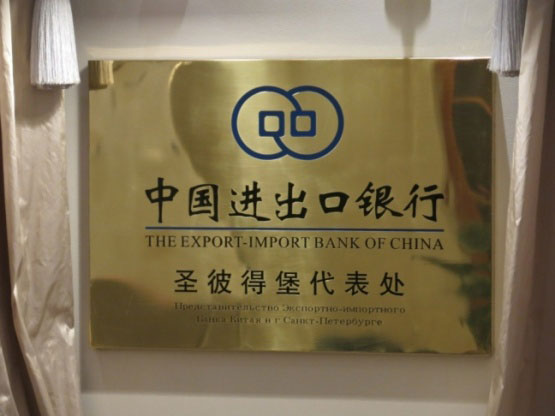 中国进出口银行
THE EXPORT-IMPORT BANK OF CHINA
圣彼得堡代表处
Представительство Экспортно-импортного
Банка Китая в г Санкт-Петербурге